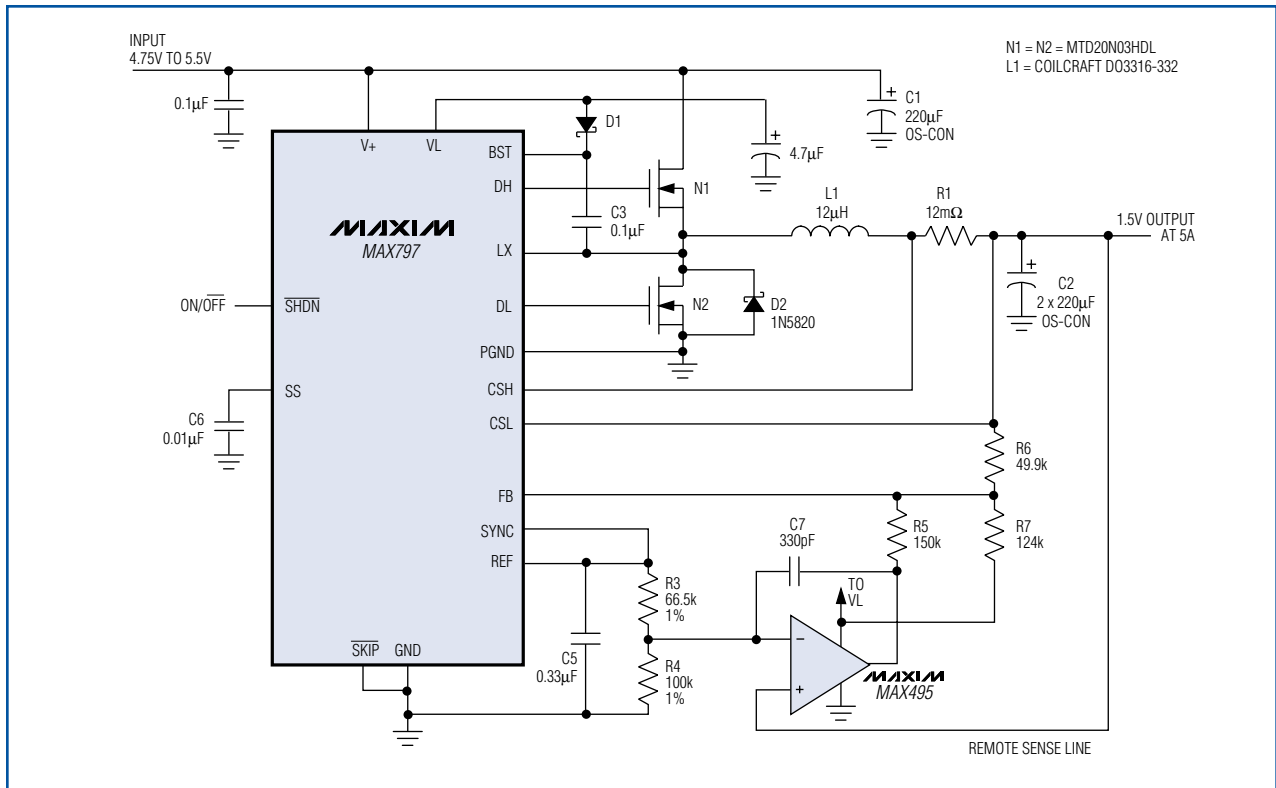 INPUT
4.75V TO 5.5V
N1 = N2 = MTD20N03HDL
L1 = COILCRAFT DO3316-332
0.1µF
C1
220µF
OS-CON
V+
VL
D1
4.7µF
BST
DH
N1
L1
12µH
R1
12mΩ
1.5V OUTPUT
AT 5A
MAXIM
MAX797
C3
0.1µF
LX
ON/OFF
SHDN
DL
N2
D2
1N5820
C2
2 x 220µF
OS-CON
PGND
SS
CSH
C6
0.01µF
CSL
R6
49.9k
FB
SYNC
C7
330pF
R5
150k
R7
124k
REF
R3
66.5k
1%
TO
VL
SKIP
GND
C5
0.33µF
R4
100k
1%
−
+
MAXIM
MAX495
REMOTE SENSE LINE